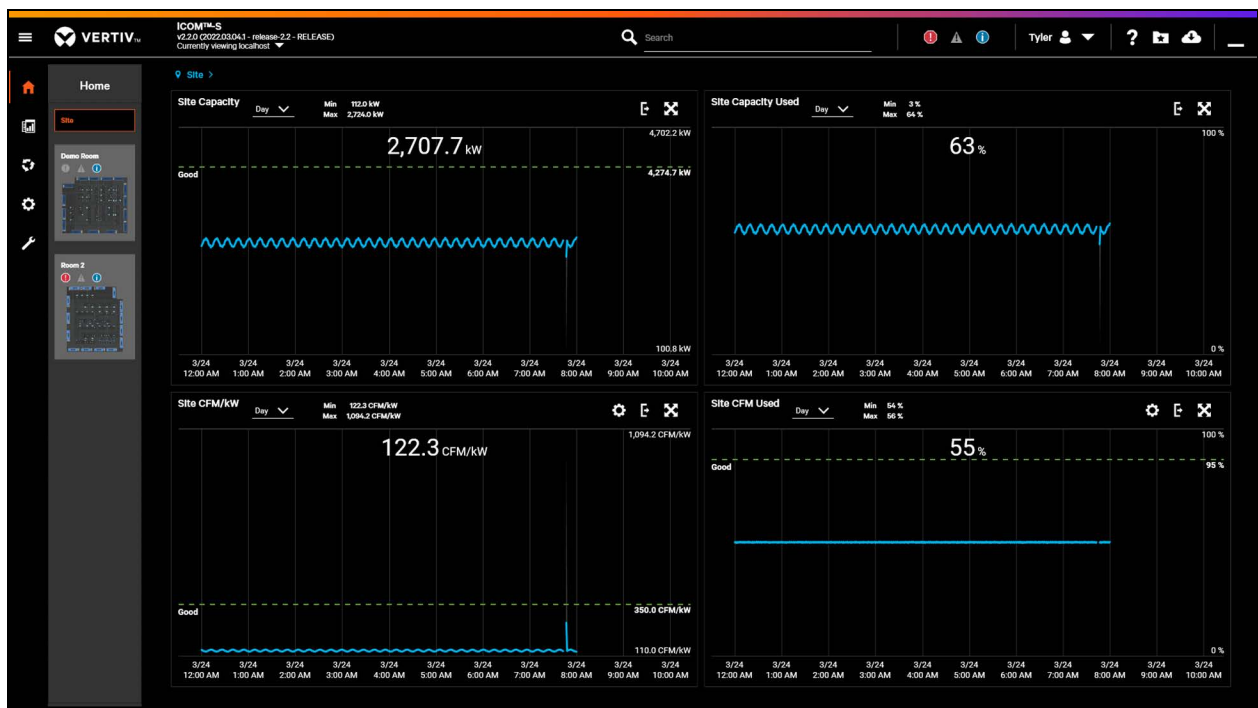 VERTIV™
ICOM™-S
v2.2.0 (2022.03.04.1 - release-2.2 - RELEASE)
Currently viewing localhost
Search
Tyler
?
Home
Site
Demo Room
Room 2
Site >
Site Capacity
Day
Min 112.0 kW
Max 2,724.0 kW
2,707.7 kW
4,702.2 kW
Good
4,274.7 kW
100.8 kW
3/24 3/24 3/24 3/24 3/24 3/24 3/24 3/24 3/24 3/24 3/24
12:00 AM 1:00 AM 2:00 AM 3:00 AM 4:00 AM 5:00 AM 6:00 AM 7:00 AM 8:00 AM 9:00 AM 10:00 AM
Site Capacity Used
Day
Min 3 %
Max 64 %
63 %
100 %
0 %
3/24 3/24 3/24 3/24 3/24 3/24 3/24 3/24 3/24 3/24 3/24
12:00 AM 1:00 AM 2:00 AM 3:00 AM 4:00 AM 5:00 AM 6:00 AM 7:00 AM 8:00 AM 9:00 AM 10:00 AM
Site CFM/kW
Day
Min 122.3 CFM/kW
Max 1,094.2 CFM/kW
122.3 CFM/kW
1,094.2 CFM/kW
Good
350.0 CFM/kW
110.0 CFM/kW
3/24 3/24 3/24 3/24 3/24 3/24 3/24 3/24 3/24 3/24 3/24
12:00 AM 1:00 AM 2:00 AM 3:00 AM 4:00 AM 5:00 AM 6:00 AM 7:00 AM 8:00 AM 9:00 AM 10:00 AM
Site CFM Used
Day
Min 54 %
Max 56 %
55 %
100 %
Good
95 %
0 %
3/24 3/24 3/24 3/24 3/24 3/24 3/24 3/24 3/24 3/24 3/24
12:00 AM 1:00 AM 2:00 AM 3:00 AM 4:00 AM 5:00 AM 6:00 AM 7:00 AM 8:00 AM 9:00 AM 10:00 AM